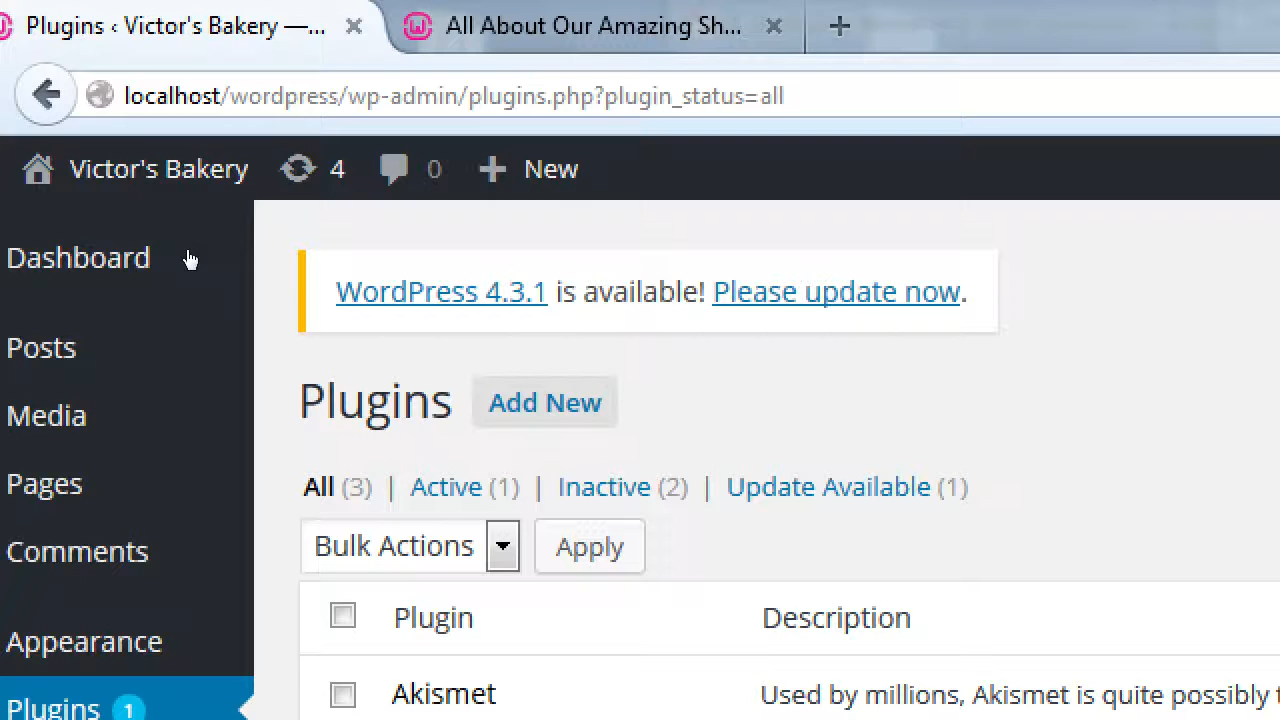 Plugins ‹ Victor's Bakery —...
All About Our Amazing Sh...
localhost/wordpress/wp-admin/plugins.php?plugin_status=all
Victor's Bakery 4 0 New
Dashboard
Posts
Media
Pages
Comments
Appearance
Plugins 1
WordPress 4.3.1 is available! Please update now.
Plugins Add New
All (3) | Active (1) | Inactive (2) | Update Available (1)
Bulk Actions Apply
Plugin Description
Akismet Used by millions, Akismet is quite possibly